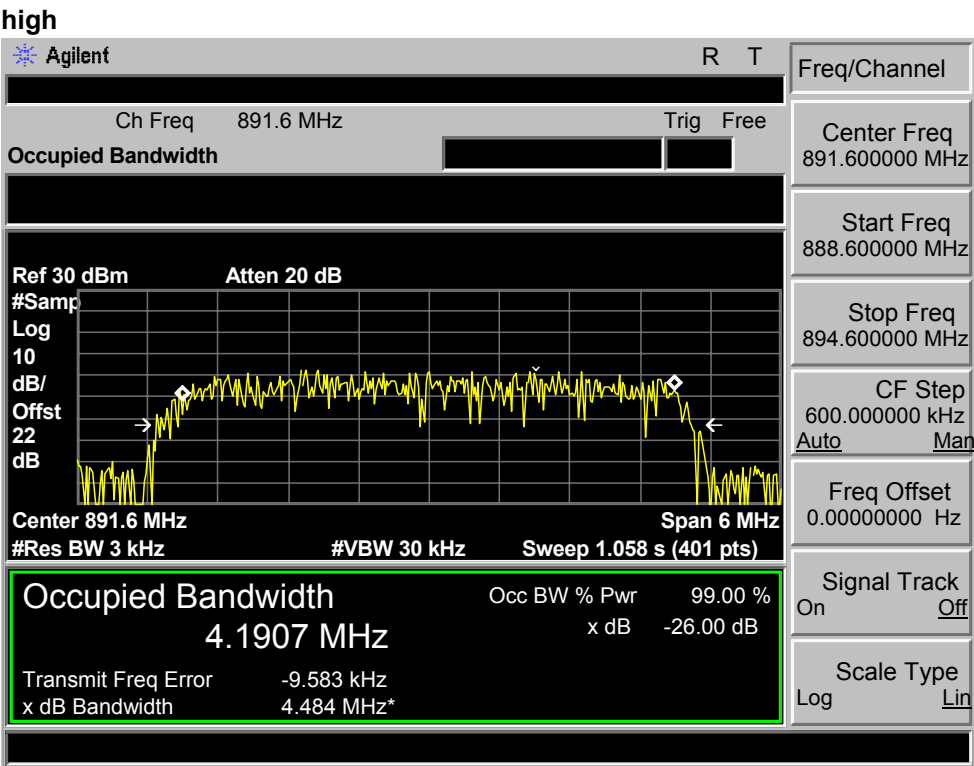 high
Agilent R T
Ch Freq 891.6 MHz Trig Free
Occupied Bandwidth
Ref 30 dBm Atten 20 dB
#Samp
Log
10
dB/
Offst
22
dB
Center 891.6 MHz Span 6 MHz
#Res BW 3 kHz #VBW 30 kHz Sweep 1.058 s (401 pts)
Occupied Bandwidth Occ BW % Pwr 99.00 %
4.1907 MHz x dB -26.00 dB
Transmit Freq Error -9.583 kHz
x dB Bandwidth 4.484 MHz*
Freq/Channel
Center Freq
891.600000 MHz
Start Freq
888.600000 MHz
Stop Freq
894.600000 MHz
CF Step
600.000000 kHz
Auto Man
Freq Offset
0.00000000 Hz
Signal Track
On Off
Scale Type
Log Lin